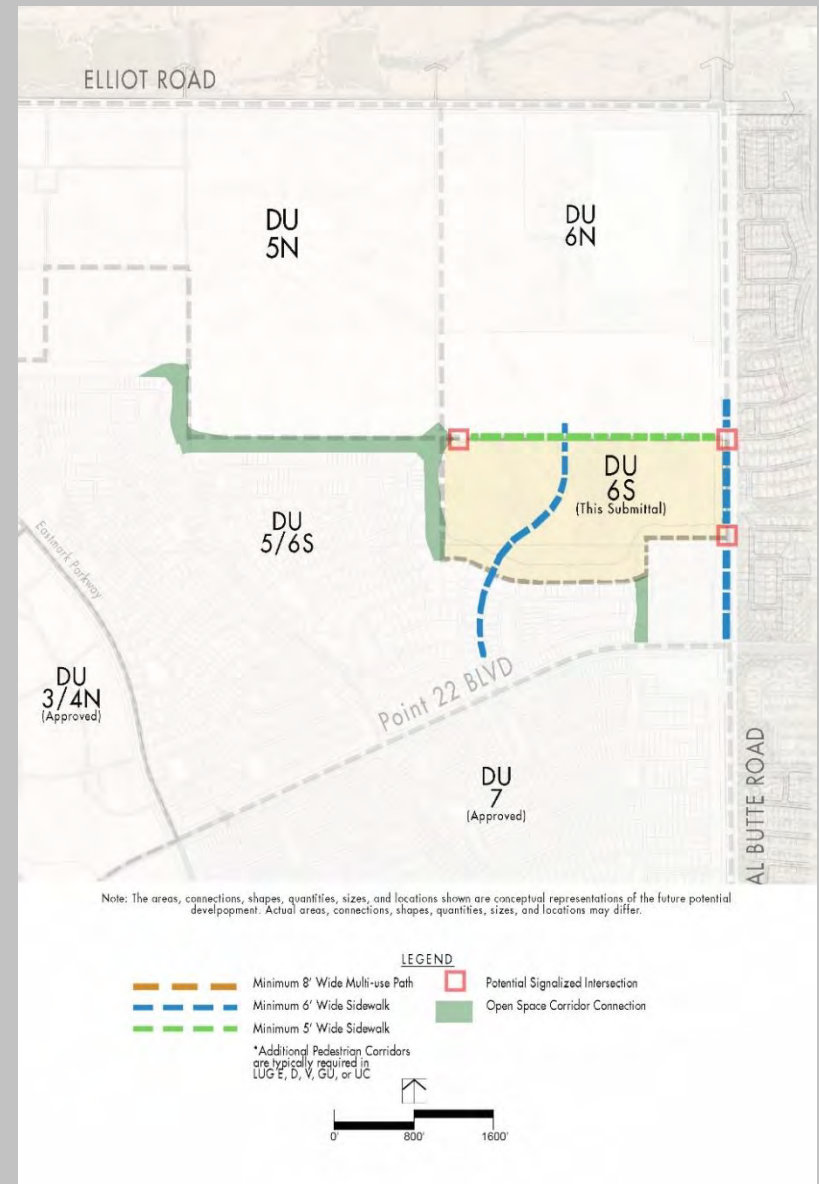 ELLIOT ROAD
DU
5N
DU
6N
DU
6S
(This Submittal)
DU
5/6S
Eastmark Parkway
DU
3/4N
(Approved)
Point 22 BLVD
DU
7
(Approved)
AL BUTTE ROAD
Note: The areas, connections, shapes, quantities, sizes, and locations shown are conceptual representations of the future potential
develpopment. Actual areas, connections, shapes, quantities, sizes, and locations may differ.
LEGEND
Minimum 8' Wide Multi-use Path
Potential Signalized Intersection
Minimum 6' Wide Sidewalk
Open Space Corridor Connection
Minimum 5' Wide Sidewalk
*Additional Pedestrian Corridors
are typically required in
LUG E, D, V, GU, or UC
0' 800' 1600'